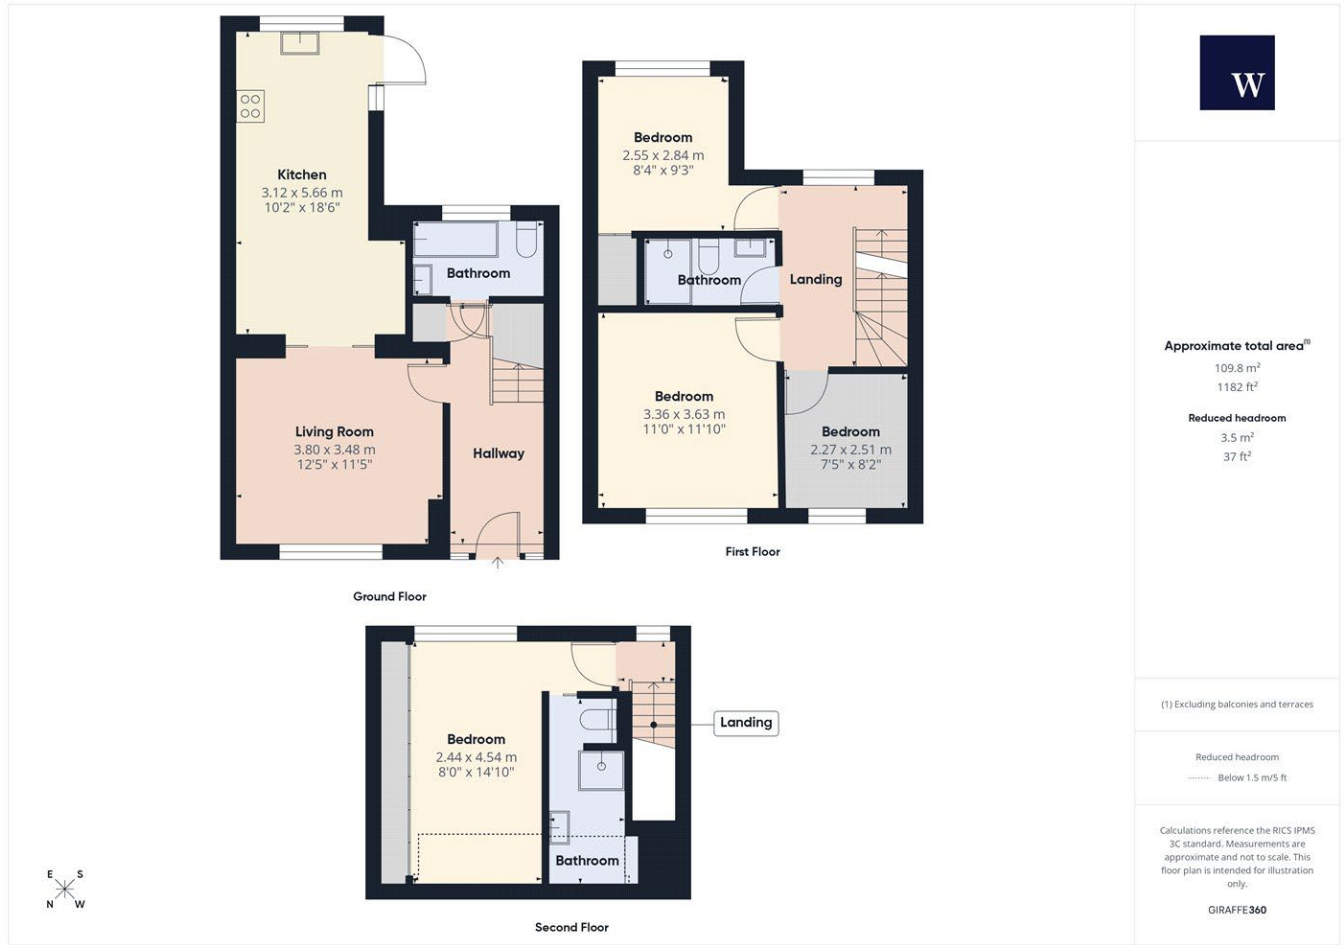 Kitchen
3.12 x 5.66 m
10'2" x 18'6"
Bathroom
Living Room
3.80 x 3.48 m
12'5" x 11'5"
Hallway
Ground Floor
Bedroom
2.55 x 2.84 m
8'4" x 9'3"
Bathroom
Landing
Bedroom
3.36 x 3.63 m
11'0" x 11'10"
Bedroom
2.27 x 2.51 m
7'5" x 8'2"
First Floor
Bedroom
2.44 x 4.54 m
8'0" x 14'10"
Landing
Bathroom
Second Floor
E S
N W
W
Approximate total area(1)
109.8 m²
1182 ft²
Reduced headroom
3.5 m²
37 ft²
(1) Excluding balconies and terraces
Reduced headroom
Below 1.5 m/5 ft
Calculations reference the RICS IPMS
3C standard. Measurements are
approximate and not to scale. This
floor plan is intended for illustration
only.
GIRAFFE360